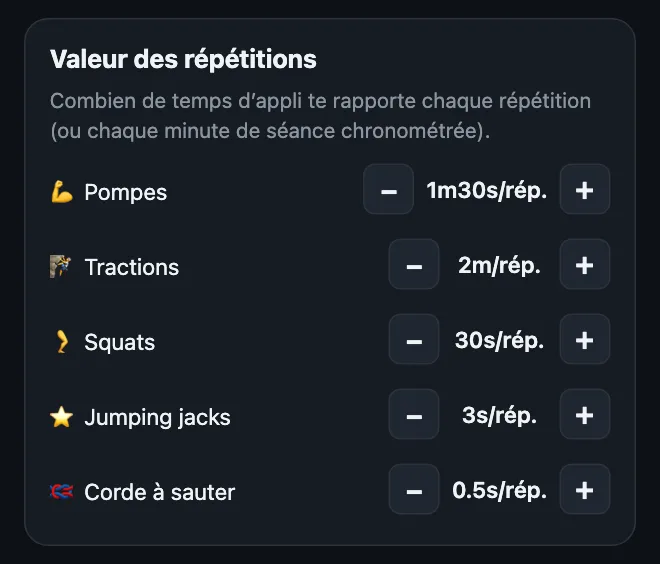 Valeur des répétitions
Combien de temps d’appli te rapporte chaque répétition
(ou chaque minute de séance chronométrée).
Pompes − 1m30s/rép. +
Tractions − 2m/rép. +
Squats − 30s/rép. +
Jumping jacks − 3s/rép. +
Corde à sauter − 0.5s/rép. +